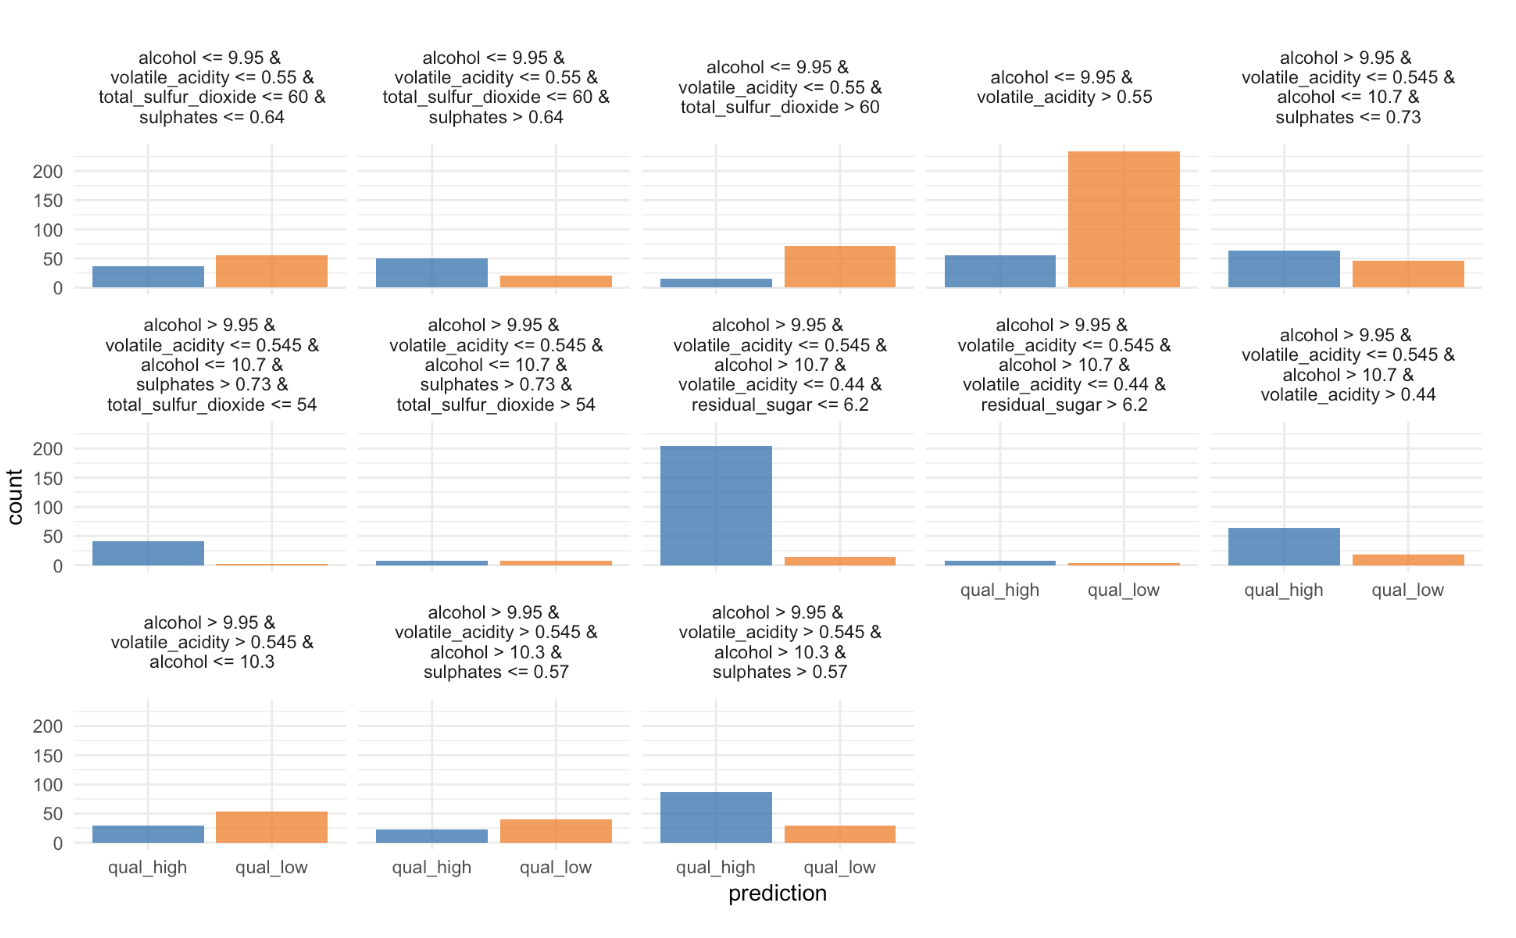 alcohol <= 9.95 &
volatile_acidity <= 0.55 &
total_sulfur_dioxide <= 60 &
sulphates <= 0.64
alcohol <= 9.95 &
volatile_acidity <= 0.55 &
total_sulfur_dioxide <= 60 &
sulphates > 0.64
alcohol <= 9.95 &
volatile_acidity <= 0.55 &
total_sulfur_dioxide > 60
alcohol <= 9.95 &
volatile_acidity > 0.55
alcohol > 9.95 &
volatile_acidity <= 0.545 &
alcohol <= 10.7 &
sulphates <= 0.73
200
150
100
50
0
alcohol > 9.95 &
volatile_acidity <= 0.545 &
alcohol <= 10.7 &
sulphates > 0.73 &
total_sulfur_dioxide <= 54
alcohol > 9.95 &
volatile_acidity <= 0.545 &
alcohol <= 10.7 &
sulphates > 0.73 &
total_sulfur_dioxide > 54
alcohol > 9.95 &
volatile_acidity <= 0.545 &
alcohol > 10.7 &
volatile_acidity <= 0.44 &
residual_sugar <= 6.2
alcohol > 9.95 &
volatile_acidity <= 0.545 &
alcohol > 10.7 &
volatile_acidity <= 0.44 &
residual_sugar > 6.2
alcohol > 9.95 &
volatile_acidity <= 0.545 &
alcohol > 10.7 &
volatile_acidity > 0.44
count
200
150
100
50
0
qual_high
qual_low
qual_high
qual_low
alcohol > 9.95 &
volatile_acidity > 0.545 &
alcohol <= 10.3
alcohol > 9.95 &
volatile_acidity > 0.545 &
alcohol > 10.3 &
sulphates <= 0.57
alcohol > 9.95 &
volatile_acidity > 0.545 &
alcohol > 10.3 &
sulphates > 0.57
200
150
100
50
0
qual_high
qual_low
qual_high
qual_low
qual_high
qual_low
prediction